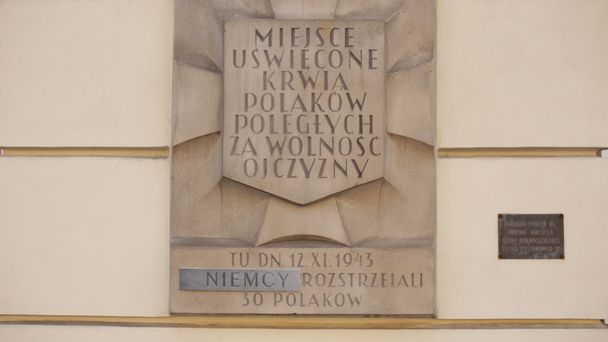 MIEJSCE
UŚWIĘCONE
KRWIĄ
POLAKÓW
POLEGŁYCH
ZA WOLNOŚĆ
OJCZYZNY
TU DN. 12.XI.1943
NIEMCY ROZSTRZELALI
30 POLAKÓW